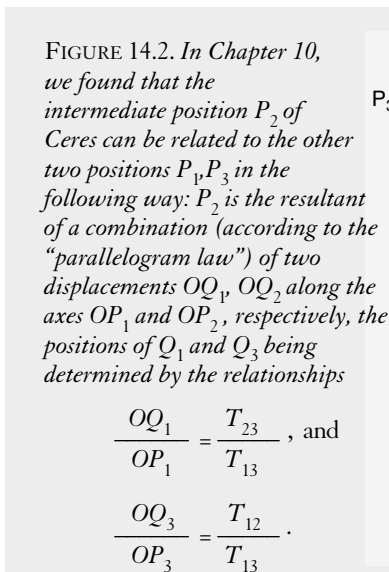 FIGURE 14.2. In Chapter 10,
we found that the
intermediate position P₂ of
Ceres can be related to the other
two positions P₁,P₃ in the
following way: P₂ is the resultant
of a combination (according to the
“parallelogram law”) of two
displacements OQ₁, OQ₂ along the
axes OP₁ and OP₂, respectively, the
positions of Q₁ and Q₃ being
determined by the relationships
OQ₁/OP₁ = T₂₃/T₁₃ , and
OQ₃/OP₃ = T₁₂/T₁₃ .